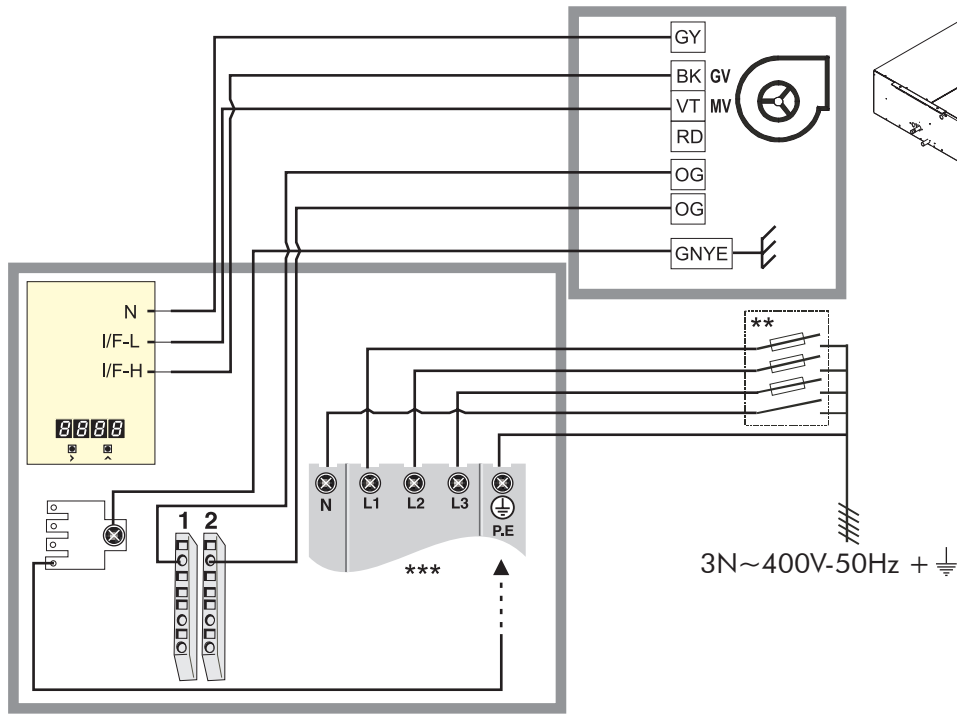 GY
BK GV
VT MV
RD
OG
OG
GNYE
N
I/F-L
I/F-H
8888
**
N L1 L2 L3
P.E
1 2
***
3N~400V-50Hz + ⏚